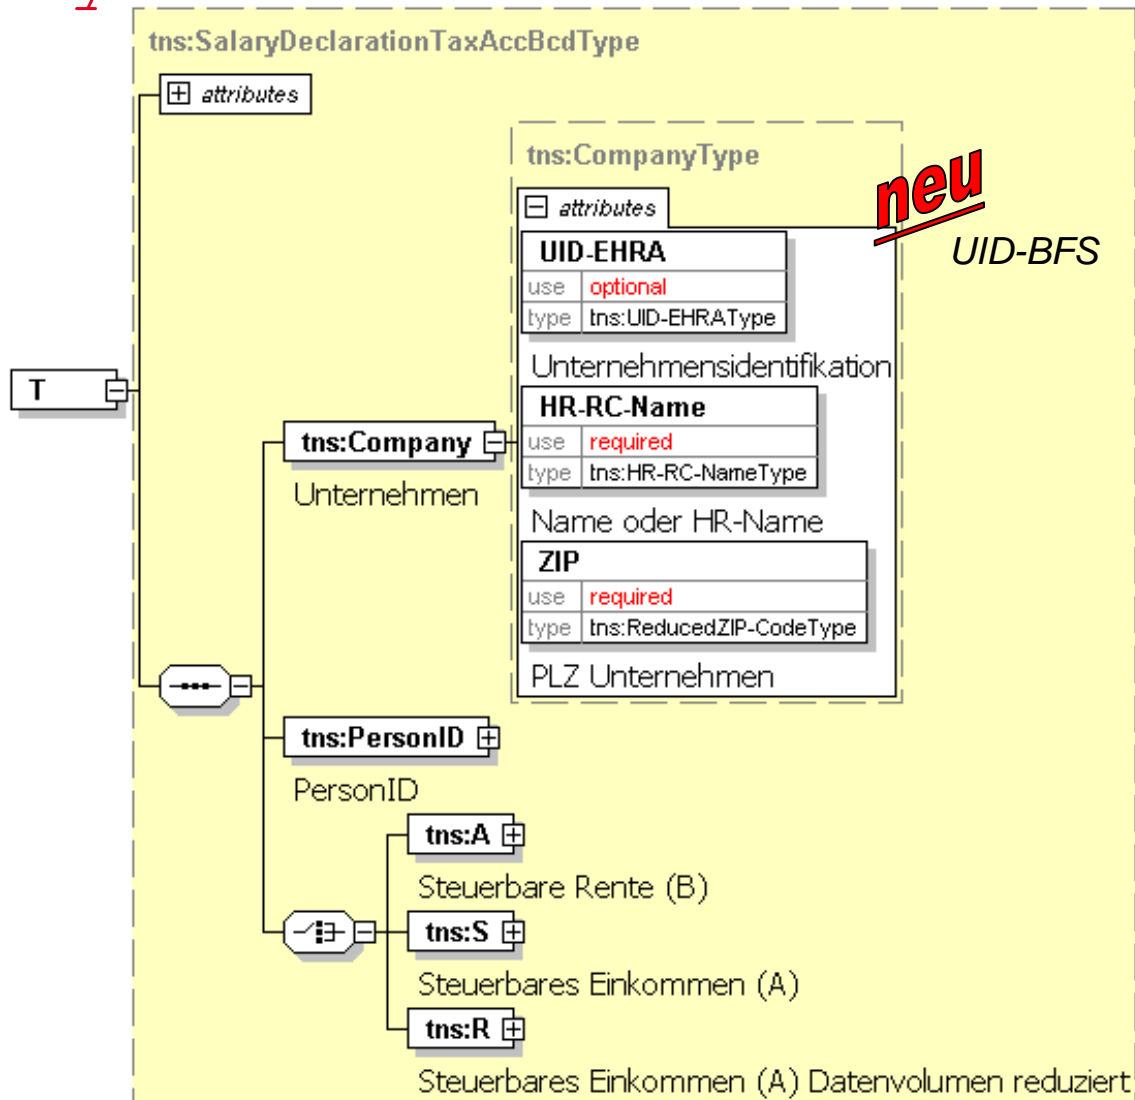 tns:SalaryDeclarationTaxAccBcdType
attributes
tns:CompanyType
neu
attributes
UID-BFS
UID-EHRA
use optional
type tns:UID-EHRAType
Unternehmensidentifikation
T
HR-RC-Name
tns:Company
use required
type tns:HR-RC-NameType
Unternehmen
Name oder HR-Name
ZIP
use required
type tns:ReducedZIP-CodeType
PLZ Unternehmen
tns:PersonID
PersonID
tns:A
Steuerbare Rente (B)
tns:S
Steuerbares Einkommen (A)
tns:R
Steuerbares Einkommen (A) Datenvolumen reduziert